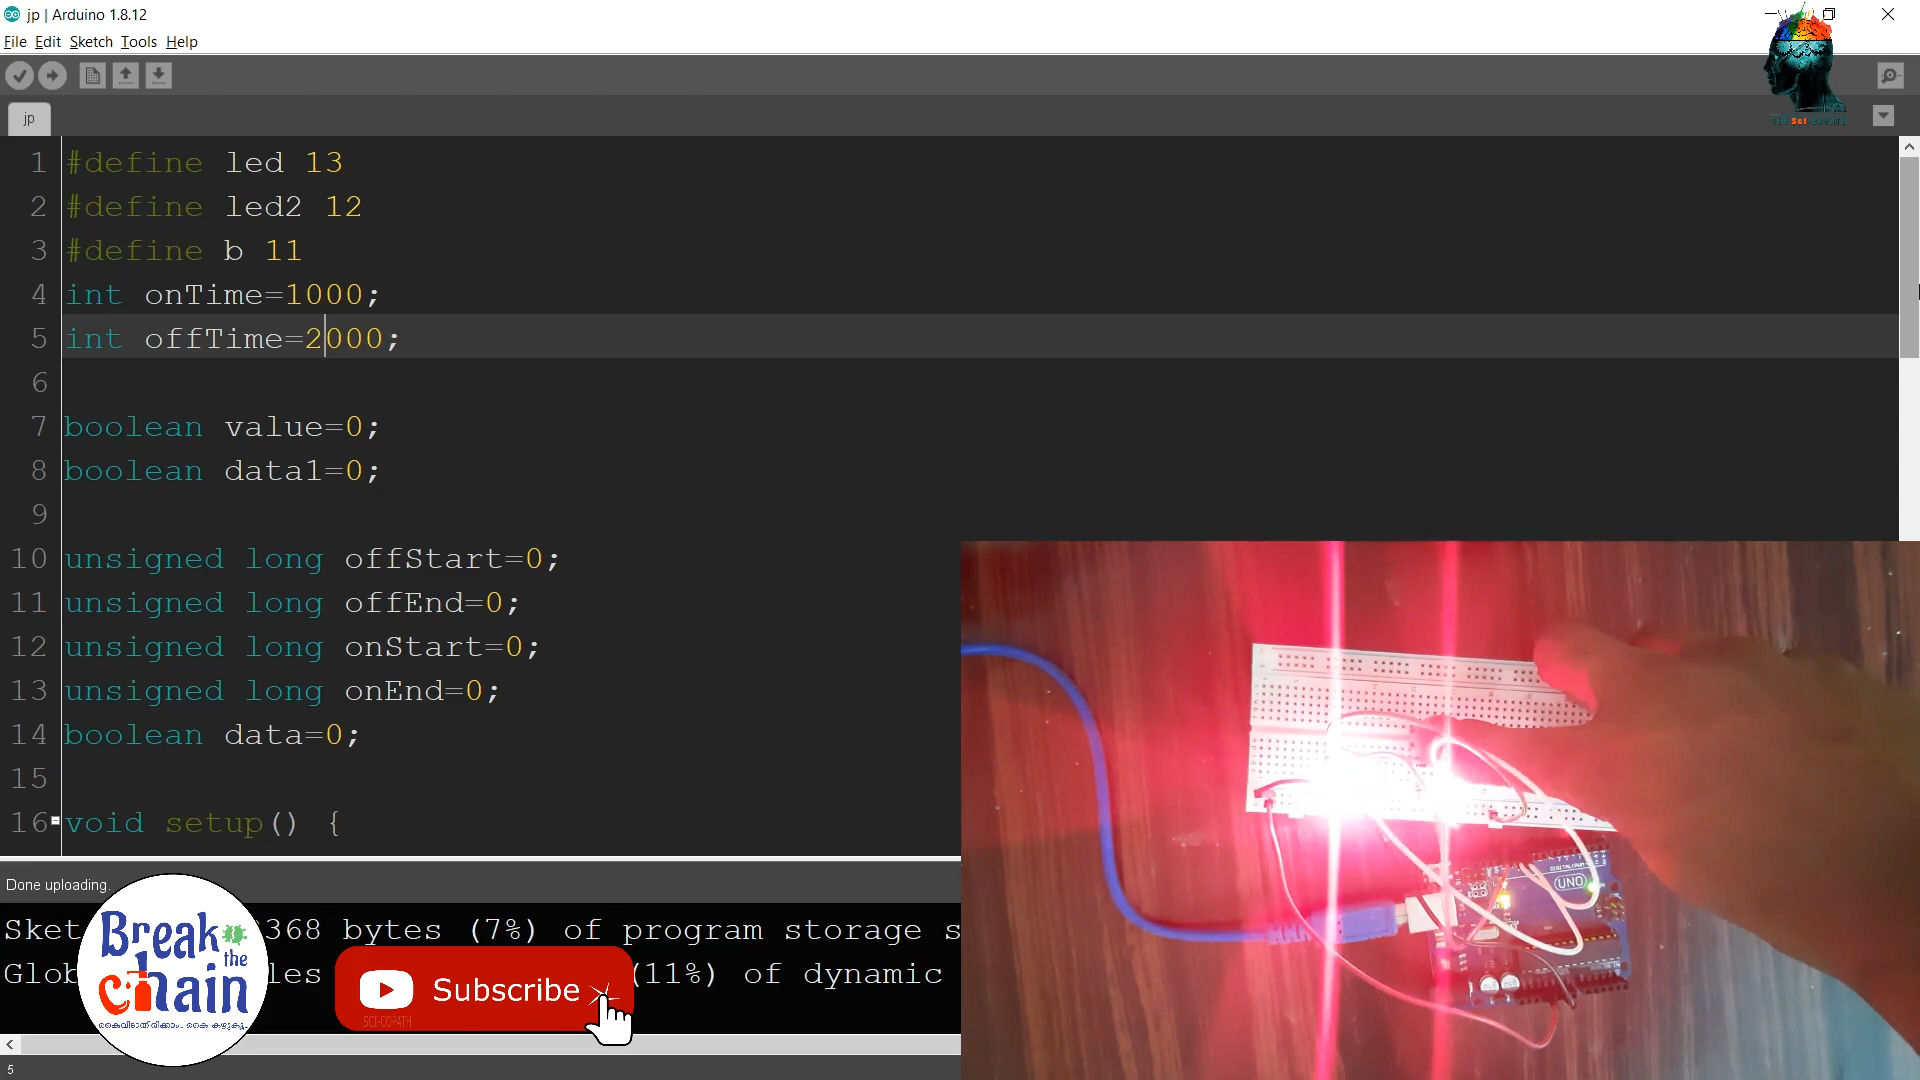 jp | Arduino 1.8.12
File Edit Sketch Tools Help
jp
1 #define led 13
2 #define led2 12
3 #define b 11
4 int onTime=1000;
5 int offTime=2000;
6
7 boolean value=0;
8 boolean data1=0;
9
10 unsigned long offStart=0;
11 unsigned long offEnd=0;
12 unsigned long onStart=0;
13 unsigned long onEnd=0;
14 boolean data=0;
15
16 void setup() {
Done uploading.
Sket 368 bytes (7%) of program storage s
Glob les (11%) of dynamic
Break
the
chain
കൈവിടാതിരിക്കാം.. കൈ കഴുകൂ..
Subscribe
SCI-COPATH
UNO
5